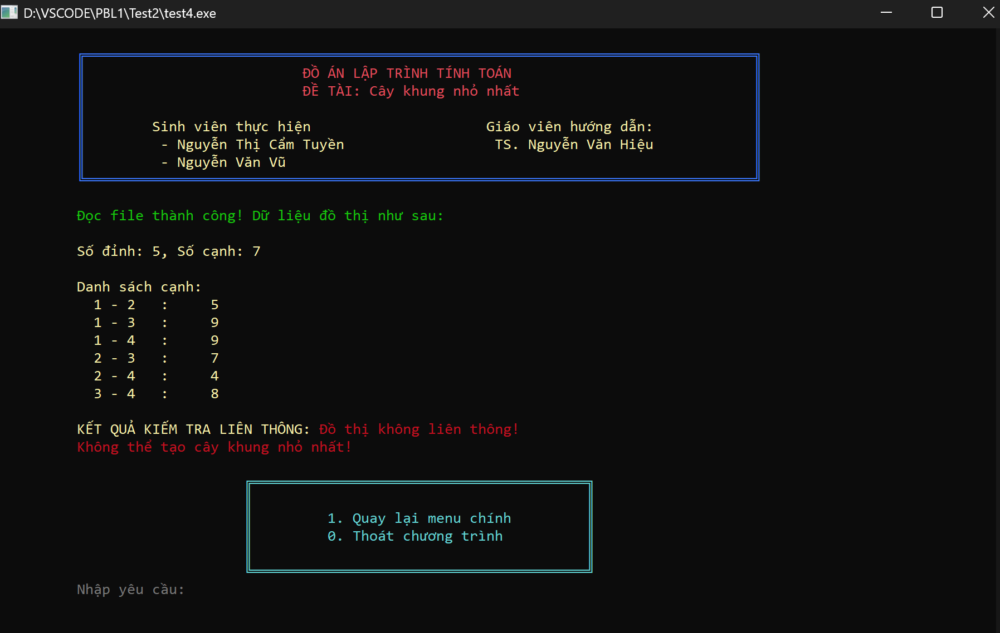 D:\VSCODE\PBL1\Test2\test4.exe
ĐỒ ÁN LẬP TRÌNH TÍNH TOÁN
ĐỀ TÀI: Cây khung nhỏ nhất
Sinh viên thực hiện
- Nguyễn Thị Cẩm Tuyền
- Nguyễn Văn Vũ
Giáo viên hướng dẫn:
TS. Nguyễn Văn Hiệu
Đọc file thành công! Dữ liệu đồ thị như sau:
Số đỉnh: 5, Số cạnh: 7
Danh sách cạnh:
1 - 2 : 5
1 - 3 : 9
1 - 4 : 9
2 - 3 : 7
2 - 4 : 4
3 - 4 : 8
KẾT QUẢ KIẾM TRA LIÊN THÔNG: Đồ thị không liên thông!
Không thể tạo cây khung nhỏ nhất!
1. Quay lại menu chính
0. Thoát chương trình
Nhập yêu cầu: